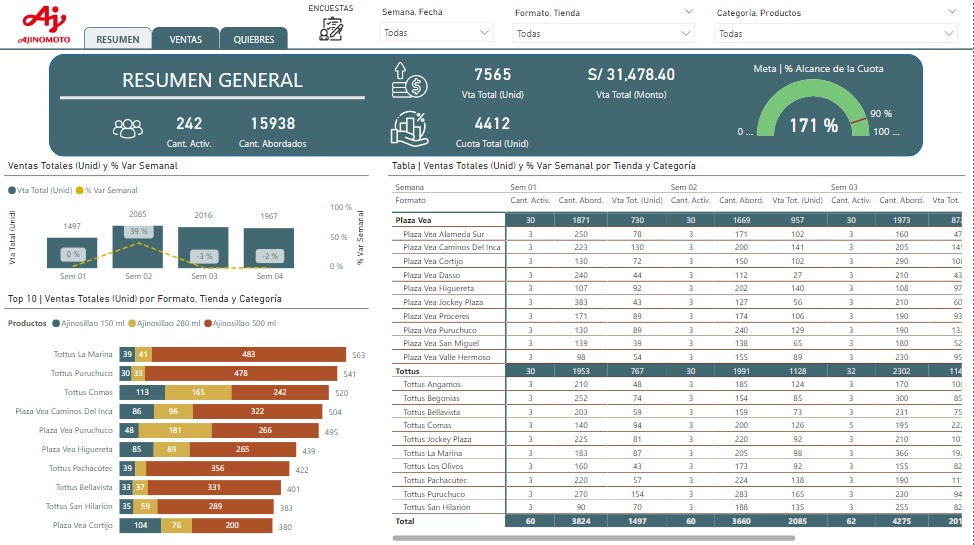 Aj
AJINOMOTO
RESUMEN VENTAS QUIEBRES
ENCUESTAS
Semana, Fecha
Todas
Formato, Tienda
Todas
Categoría, Productos
Todas
RESUMEN GENERAL
242 15938
Cant. Activ. Cant. Abordados
7565
Vta Total (Unid)
S/ 31,478.40
Vta Total (Monto)
4412
Cuota Total (Unid)
Meta | % Alcance de la Cuota
90 %
0 ... 171 % 100 ...
Ventas Totales (Unid) y % Var Semanal
Vta Total (Unid) % Var Semanal
Vta Total (Unid)
1497 2085 2016 1967
0 % 39 % -3 % -2 %
Sem 01 Sem 02 Sem 03 Sem 04
100 %
50 %
0 %
% Var Semanal
Top 10 | Ventas Totales (Unid) por Formato, Tienda y Categoría
Productos Ajinosillao 150 ml Ajinosillao 280 ml Ajinosillao 500 ml
Tottus La Marina 39 41 483 563
Tottus Puruchuco 30 33 478 541
Tottus Comas 113 165 242 520
Plaza Vea Caminos Del Inca 86 96 322 504
Plaza Vea Puruchuco 48 181 266 495
Plaza Vea Higuereta 85 89 265 439
Tottus Pachacútec 39 356 422
Tottus Bellavista 33 37 331 401
Tottus San Hilarión 35 59 289 383
Plaza Vea Cortijo 104 76 200 380
Tabla | Ventas Totales (Unid) y % Var Semanal por Tienda y Categoría
Semana Sem 01 Sem 02 Sem 03
Formato Cant. Activ. Cant. Abord. Vta Tot. (Unid) Cant. Activ. Cant. Abord. Vta Tot. (Unid) Cant. Activ. Cant. Abord. Vta Tot.
Plaza Vea 30 1871 730 30 1669 957 30 1973 87
Plaza Vea Alameda Sur 3 250 78 3 171 102 3 160 47
Plaza Vea Caminos Del Inca 3 223 130 3 200 141 3 205 14
Plaza Vea Cortijo 3 130 72 3 150 102 3 290 10
Plaza Vea Dasso 3 240 44 3 112 27 3 210 43
Plaza Vea Higuereta 3 107 92 3 202 140 3 108 97
Plaza Vea Jockey Plaza 3 383 43 3 127 56 3 210 60
Plaza Vea Próceres 3 171 89 3 174 106 3 190 93
Plaza Vea Puruchuco 3 130 89 3 240 129 3 190 13
Plaza Vea San Miguel 3 139 39 3 138 65 3 180 52
Plaza Vea Valle Hermoso 3 98 54 3 155 89 3 230 95
Tottus 30 1953 767 30 1991 1128 32 2302 114
Tottus Angamos 3 210 48 3 185 124 3 170 10
Tottus Begonias 3 252 74 3 154 85 3 300 85
Tottus Bellavista 3 203 59 3 159 73 3 231 75
Tottus Comas 3 140 94 3 200 126 5 195 22
Tottus Jockey Plaza 3 225 81 3 220 92 3 210 10
Tottus La Marina 3 183 87 3 205 98 3 366 19
Tottus Los Olivos 3 160 43 3 173 92 3 155 82
Tottus Pachacútec 3 220 57 3 224 138 3 190 11
Tottus Puruchuco 3 270 154 3 283 165 3 230 94
Tottus San Hilarión 3 90 70 3 188 135 3 255 82
Total 60 3824 1497 60 3660 2085 62 4275 201